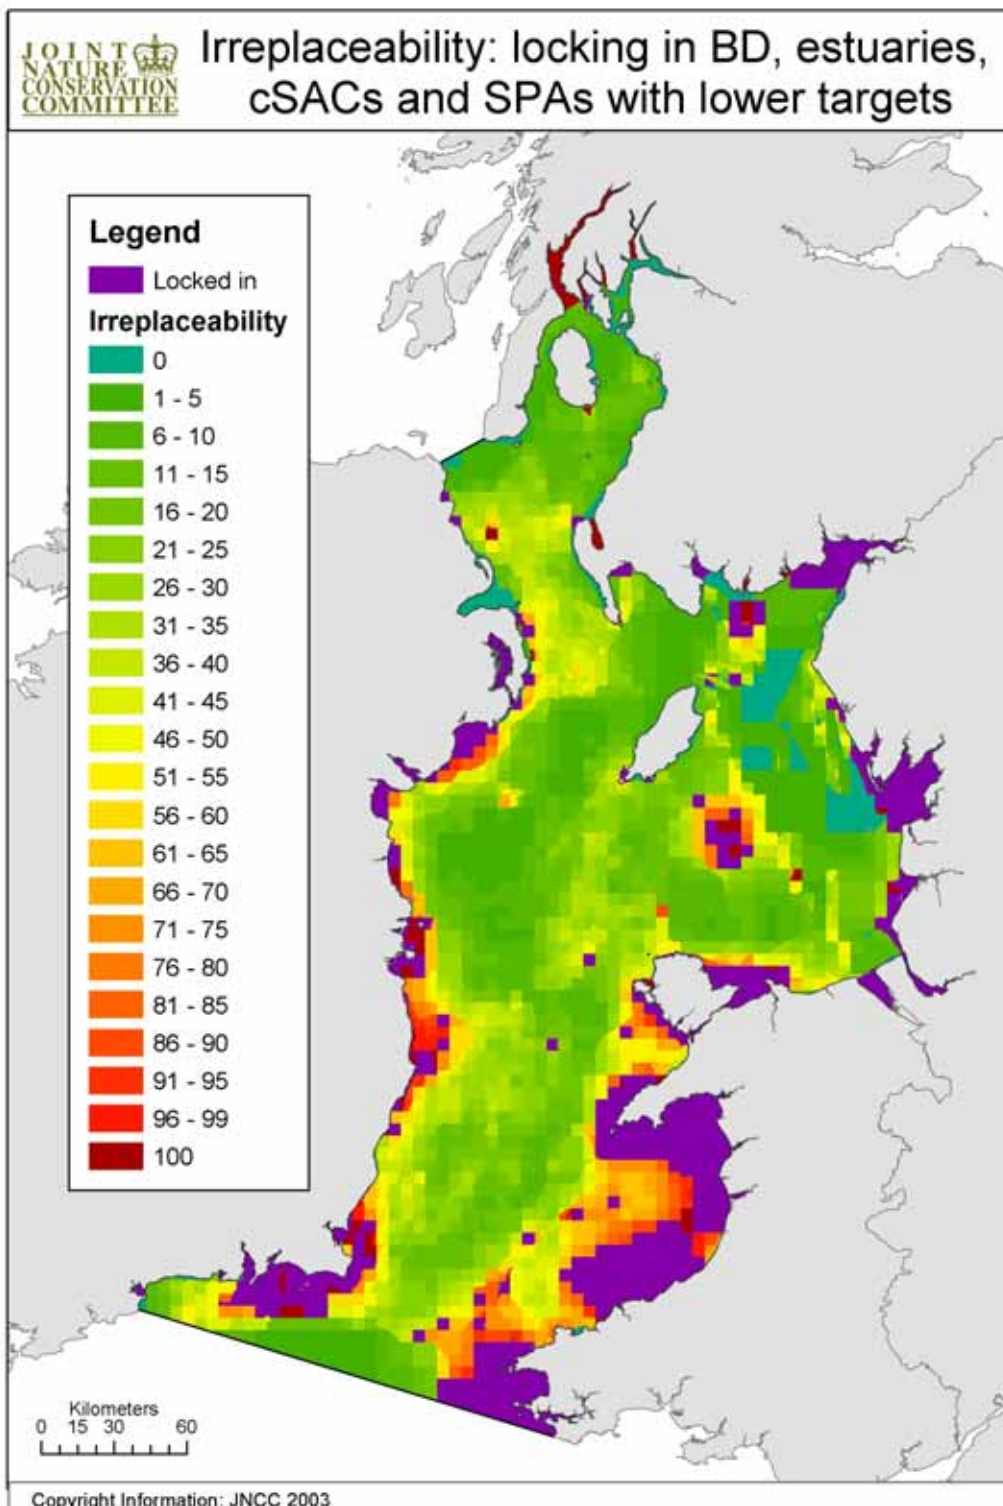 JOINT
NATURE
CONSERVATION
COMMITTEE
Irreplaceability: locking in BD, estuaries,
cSACs and SPAs with lower targets
Legend
Locked in
Irreplaceability
0
1 - 5
6 - 10
11 - 15
16 - 20
21 - 25
26 - 30
31 - 35
36 - 40
41 - 45
46 - 50
51 - 55
56 - 60
61 - 65
66 - 70
71 - 75
76 - 80
81 - 85
86 - 90
91 - 95
96 - 99
100
Kilometers
0 15 30 60
Copyright Information: JNCC 2003